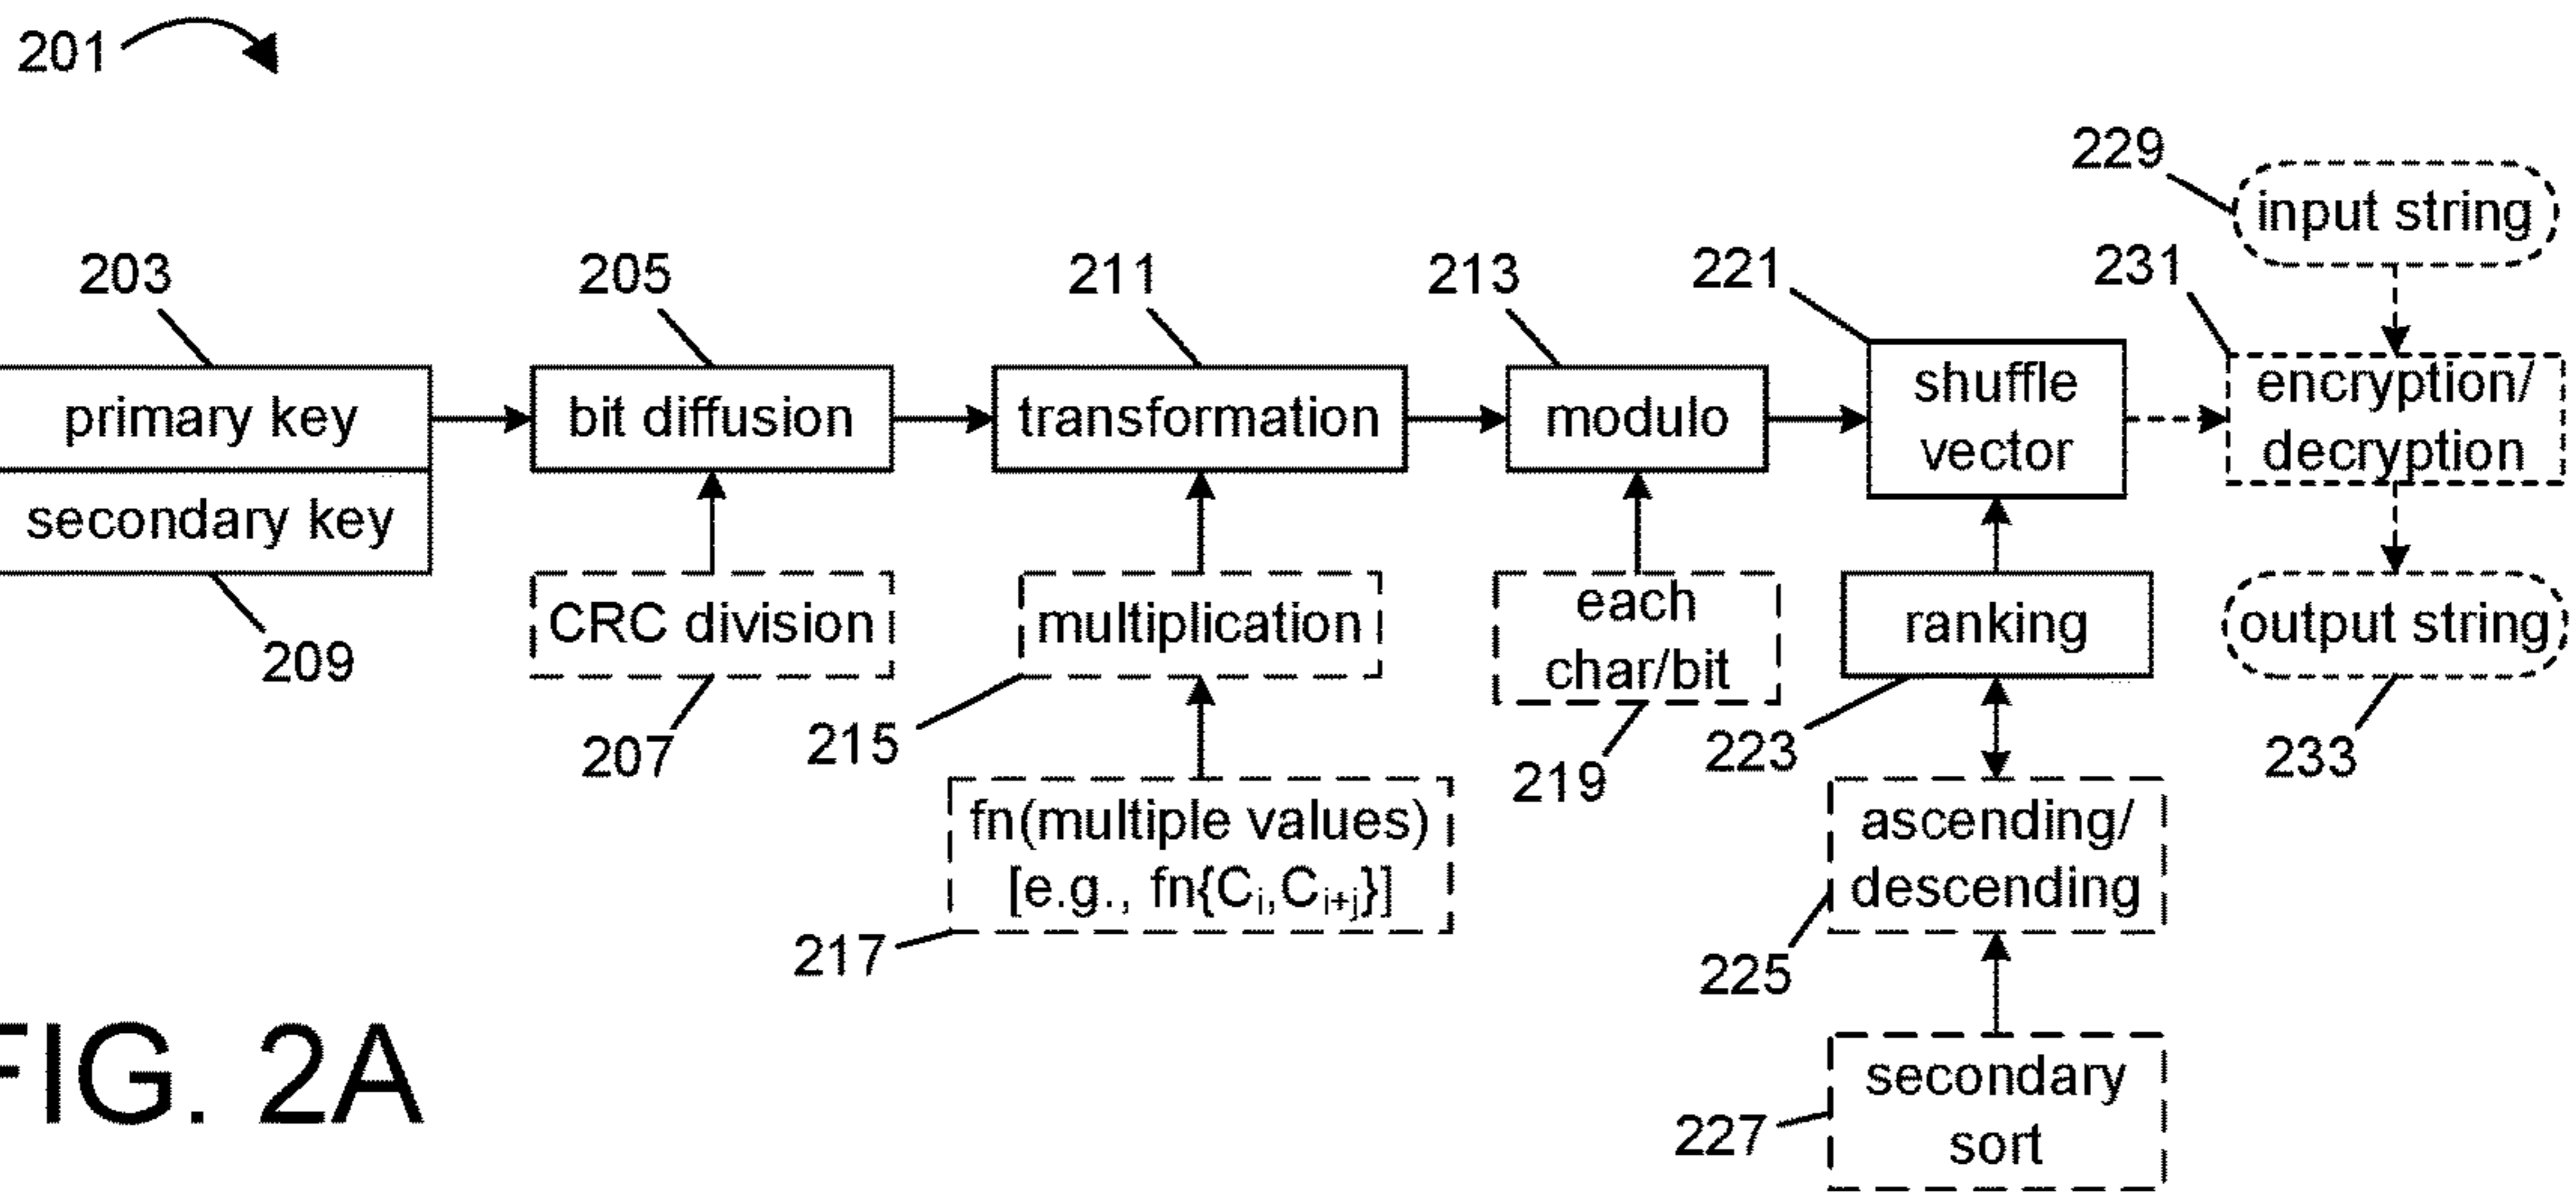 201
229
input string
203
205
211
213
221
231
primary key
bit diffusion
transformation
modulo
shuffle
vector
encryption/
decryption
secondary key
CRC division
multiplication
each
char/bit
ranking
output string
209
207
215
219
223
233
fn(multiple values)
[e.g., fn{Ci,Ci+j}]
ascending/
descending
217
225
secondary
sort
227
FIG. 2A